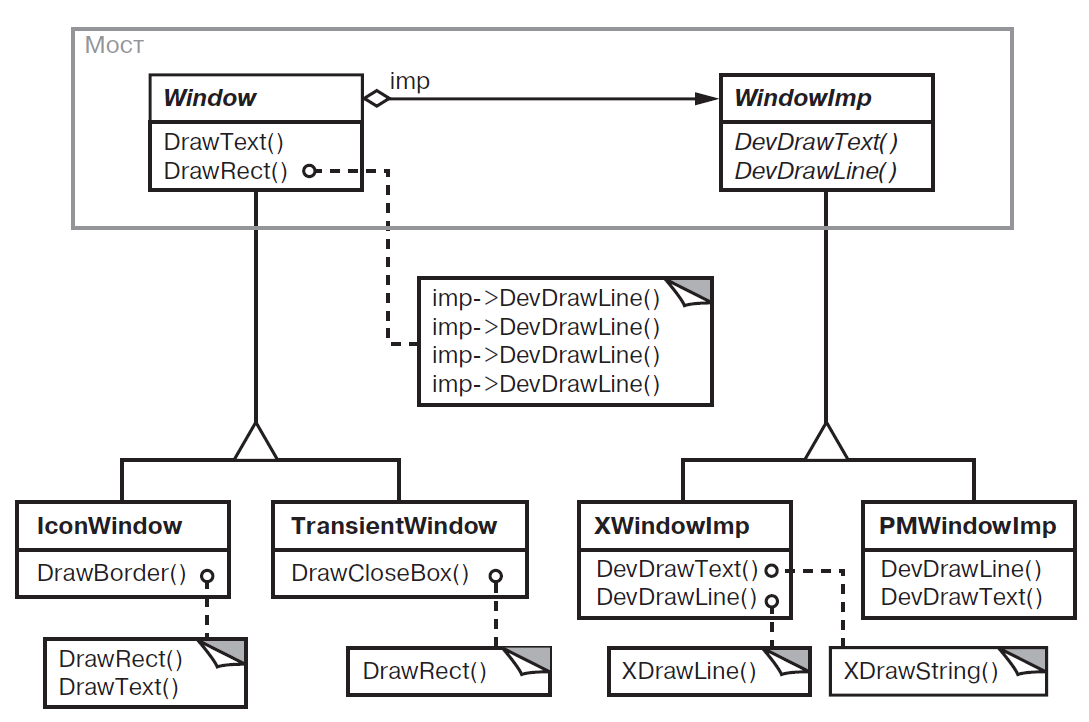 Мост
imp
Window
WindowImp
DrawText()
DrawRect()
DevDrawText()
DevDrawLine()
imp->DevDrawLine()
imp->DevDrawLine()
imp->DevDrawLine()
imp->DevDrawLine()
IconWindow
TransientWindow
XWindowImp
PMWindowImp
DrawBorder()
DrawCloseBox()
DevDrawText()
DevDrawLine()
DevDrawLine()
DevDrawText()
DrawRect()
DrawText()
DrawRect()
XDrawLine()
XDrawString()